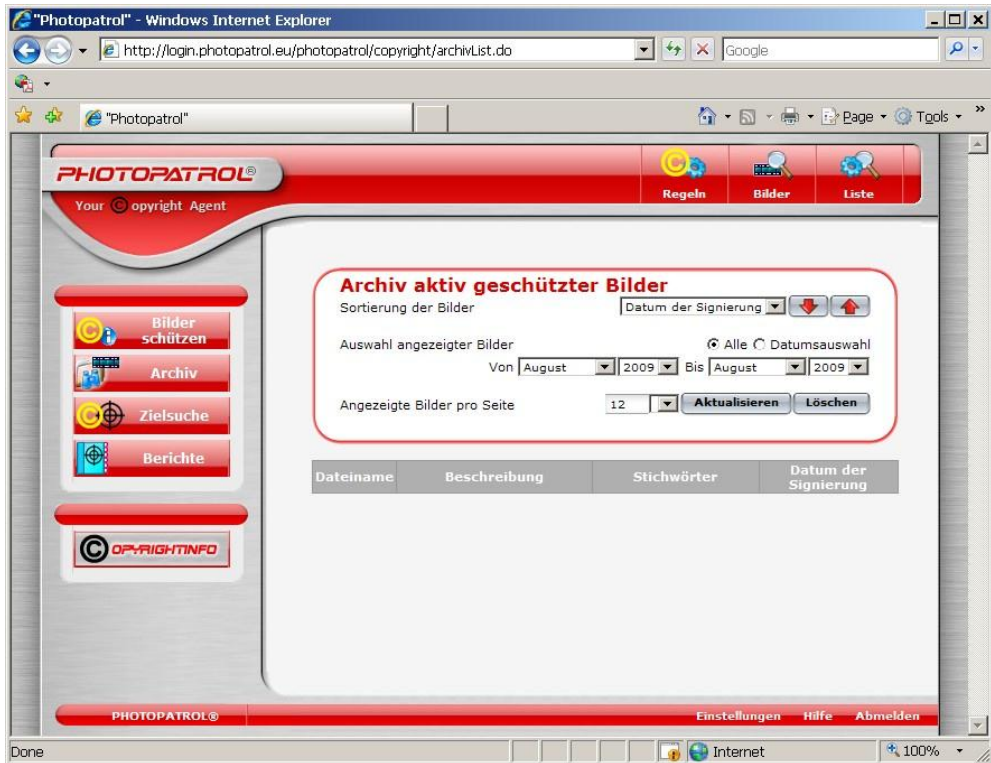 "Photopatrol" - Windows Internet Explorer
http://login.photopatrol.eu/photopatrol/copyright/archivList.do
Google
"Photopatrol"
Page
Tools
»
PHOTOPATROL®
Your © opyright Agent
Regeln Bilder Liste
Bilder schützen
Archiv
Zielsuche
Berichte
© OPYRIGHTINFO
Archiv aktiv geschützter Bilder
Sortierung der Bilder Datum der Signierung
Auswahl angezeigter Bilder Alle Datumsauswahl
Von August 2009 Bis August 2009
Angezeigte Bilder pro Seite 12 Aktualisieren Löschen
Dateiname Beschreibung Stichwörter Datum der Signierung
PHOTOPATROL® Einstellungen Hilfe Abmelden
Done Internet 100%